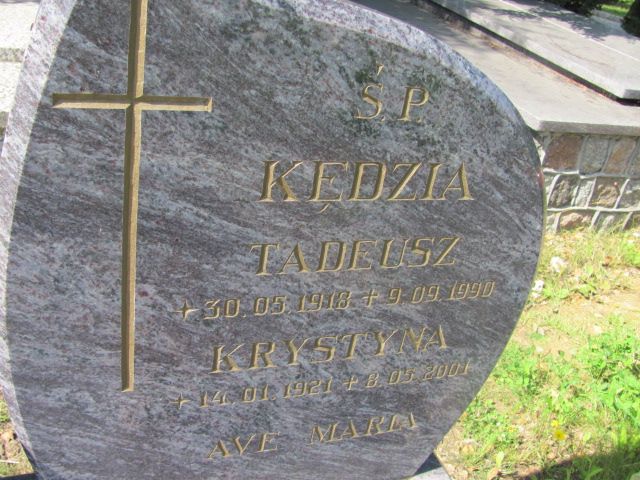 Ś.P.
KĘDZIA
TADEUSZ
+30.05.1918+9.09.1990
KRYSTYNA
+14.01.1921+8.05.2001
AVE MARIA